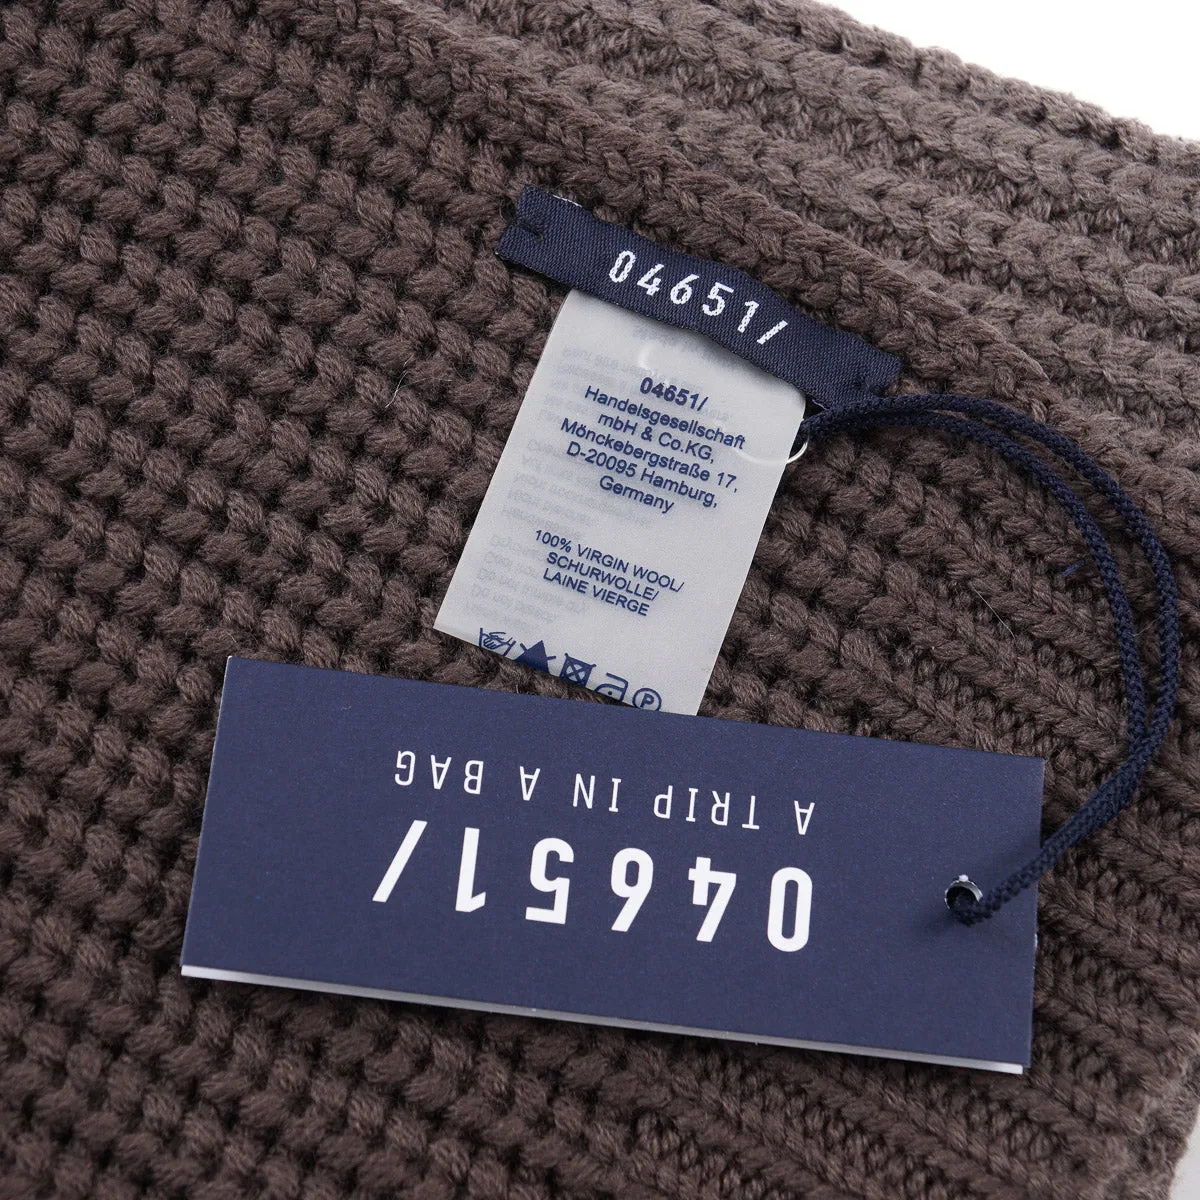 04651/
04651/
Handelsgesellschaft
mbH & Co.KG,
Mönckebergstraße 17,
D-20095 Hamburg,
Germany
100% VIRGIN WOOL/
SCHURWOLLE/
LAINE VIERGE
P
04651/
A TRIP IN A BAG